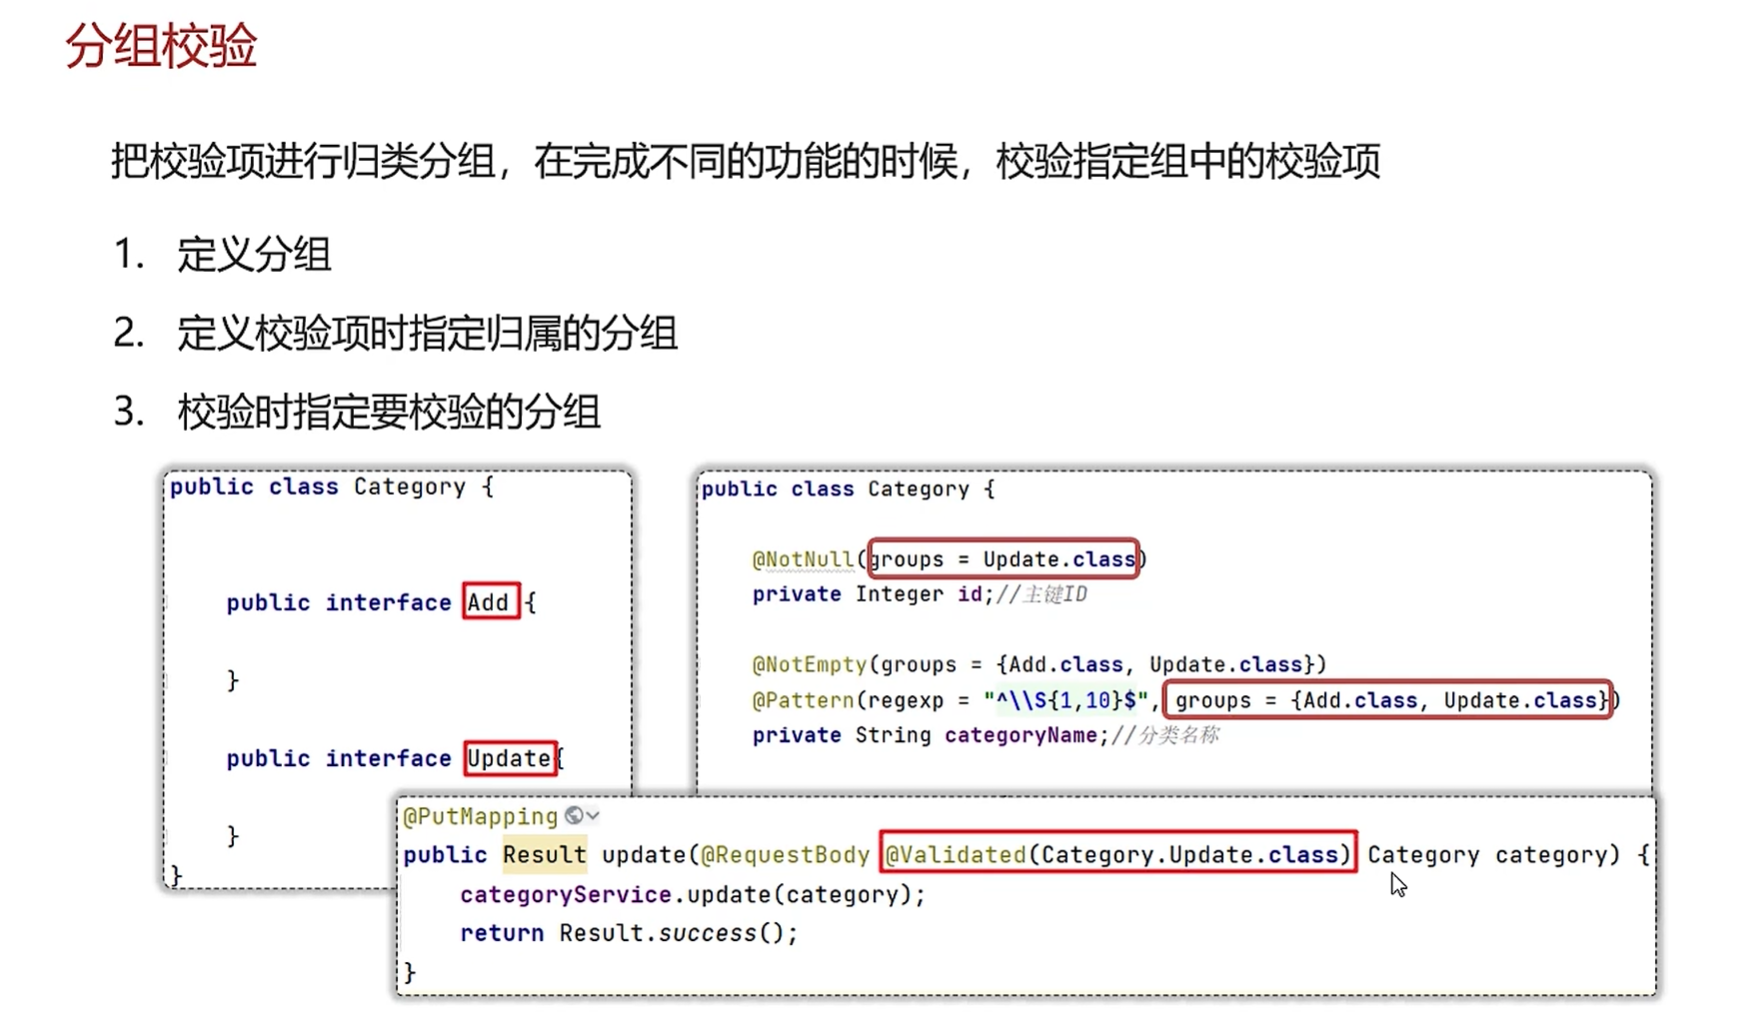 分组校验
把校验项进行归类分组，在完成不同的功能的时候，校验指定组中的校验项
1. 定义分组
2. 定义校验项时指定归属的分组
3. 校验时指定要校验的分组
public class Category {
public interface Add {
}
public interface Update{
}
}
public class Category {
@NotNull(groups = Update.class)
private Integer id;//主键ID
@NotEmpty(groups = {Add.class, Update.class})
@Pattern(regexp = "^\\S{1,10}$", groups = {Add.class, Update.class})
private String categoryName;//分类名称
@PutMapping
public Result update(@RequestBody @Validated(Category.Update.class) Category category) {
categoryService.update(category);
return Result.success();
}